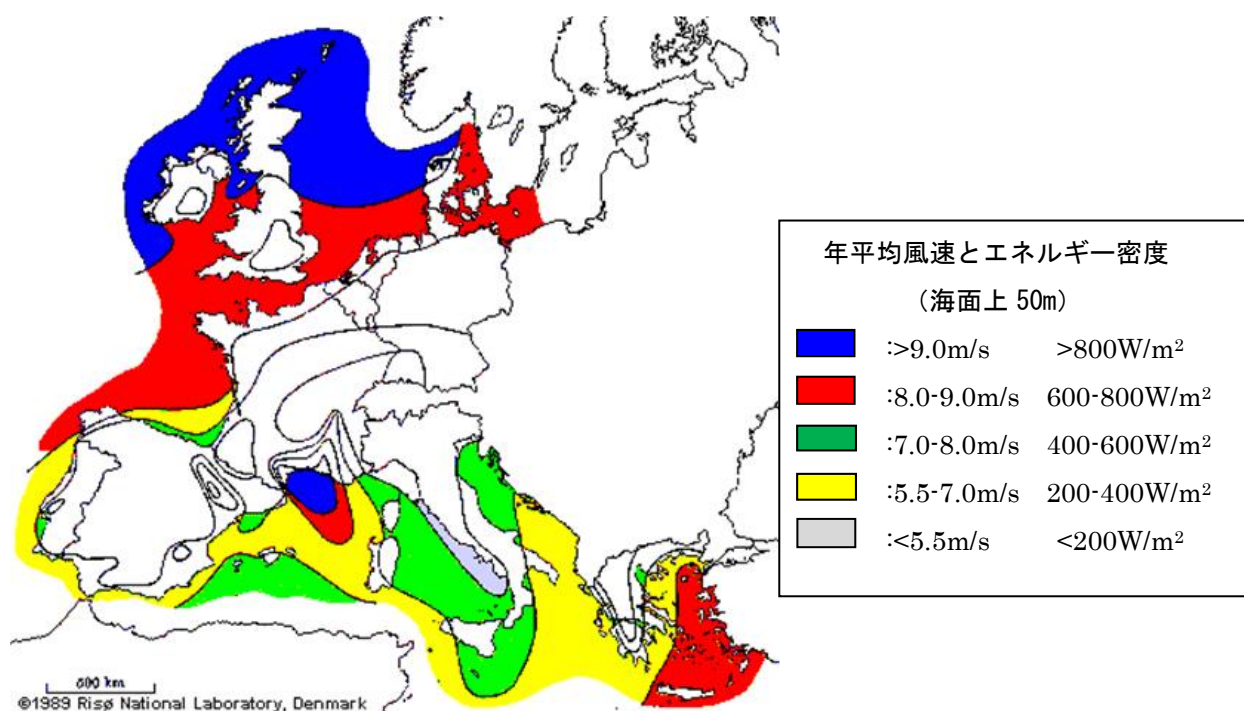 年平均風速とエネルギー密度
(海面上 50m)
:>9.0m/s >800W/m²
:8.0-9.0m/s 600-800W/m²
:7.0-8.0m/s 400-600W/m²
:5.5-7.0m/s 200-400W/m²
:<5.5m/s <200W/m²
500 km
©1989 Risø National Laboratory, Denmark